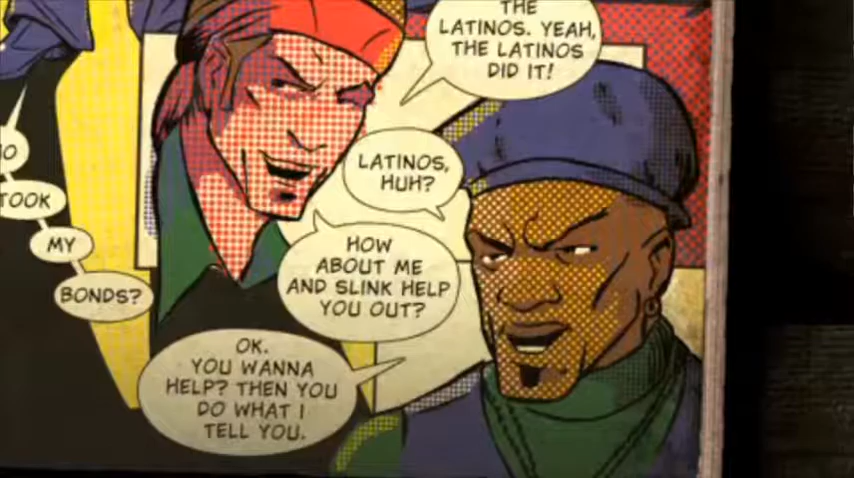 THE
LATINOS. YEAH,
THE LATINOS
DID IT!
TOOK
MY
BONDS?
LATINOS,
HUH?
HOW
ABOUT ME
AND SLINK HELP
YOU OUT?
OK.
YOU WANNA
HELP? THEN YOU
DO WHAT I
TELL YOU.